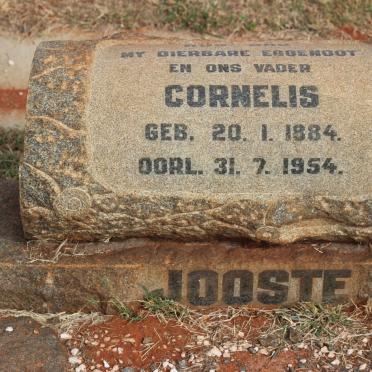 MY DIERBARE EGGENOOT
EN ONS VADER
CORNELIS
GEB. 20. 1. 1884.
OORL. 31. 7. 1954.
JOOSTE